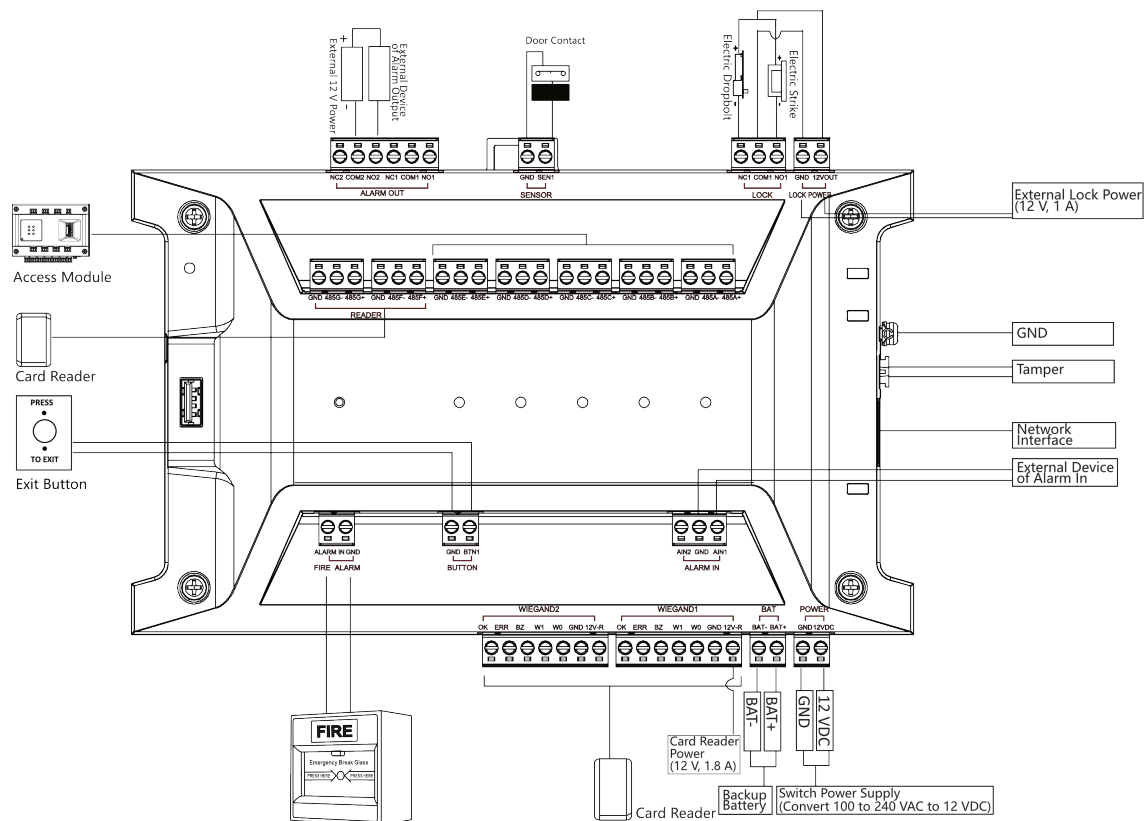 External 12 V Power
+
-
External Device
of Alarm Output
Door Contact
Electric Dropbolt
+
-
Electric Strike
+
-
NC2 COM2 NO2 NC1 COM1 NO1
ALARM OUT
GND SEN1
SENSOR
NC1 COM1 NO1
LOCK
GND 12VOUT
LOCK POWER
External Lock Power
(12 V, 1 A)
Access Module
GND 485G- 485G+
GND 485F- 485F+
GND 485E- 485E+
GND 485D- 485D+
GND 485C- 485C+
GND 485B- 485B+
GND 485A- 485A+
READER
Card Reader
GND
Tamper
PRESS
TO EXIT
Exit Button
Network
Interface
External Device
of Alarm In
ALARM IN GND
FIRE ALARM
GND BTN1
BUTTON
AIN2 GND AIN1
ALARM IN
WIEGAND2
WIEGAND1
BAT
POWER
OK ERR BZ W1 W0 GND 12V-R
OK ERR BZ W1 W0 GND 12V-R
BAT- BAT+
GND 12VDC
BAT-
BAT+
GND
12 VDC
FIRE
Emergency Break Glass
PRESS HERE
PRESS HERE
Card Reader
Power
(12 V, 1.8 A)
Backup
Battery
Switch Power Supply
(Convert 100 to 240 VAC to 12 VDC)
Card Reader